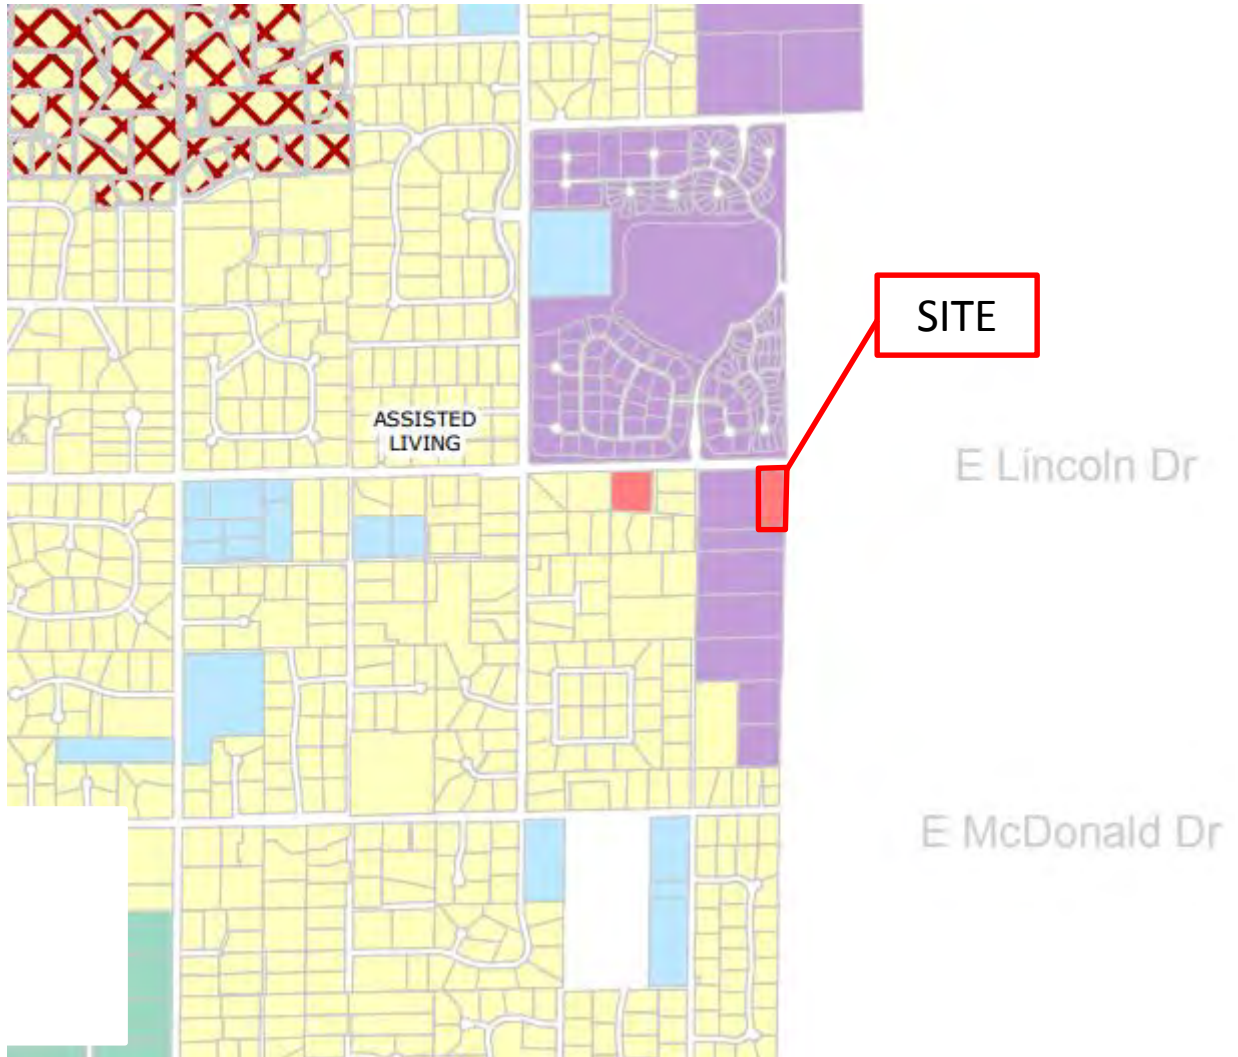 SITE
ASSISTED
LIVING
E Lincoln Dr
E McDonald Dr